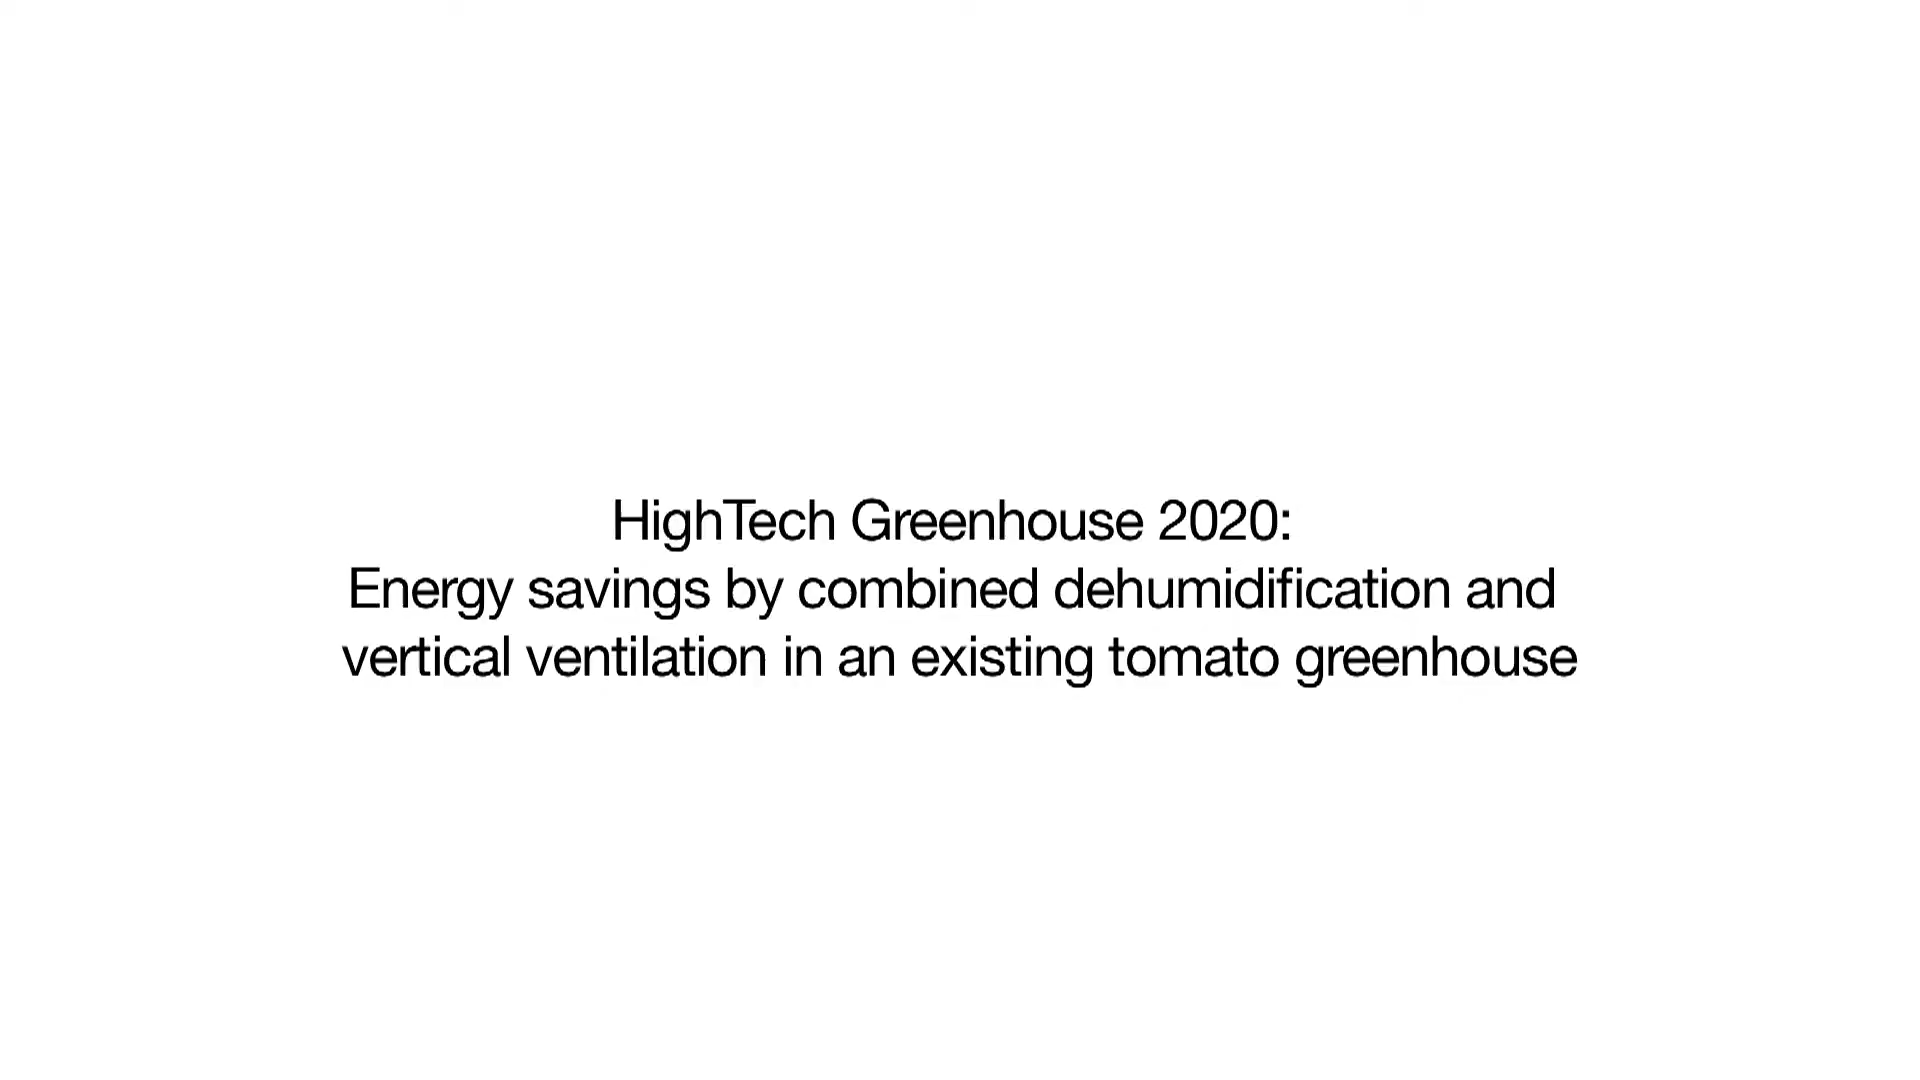 HighTech Greenhouse 2020:
Energy savings by combined dehumidification and
vertical ventilation in an existing tomato greenhouse